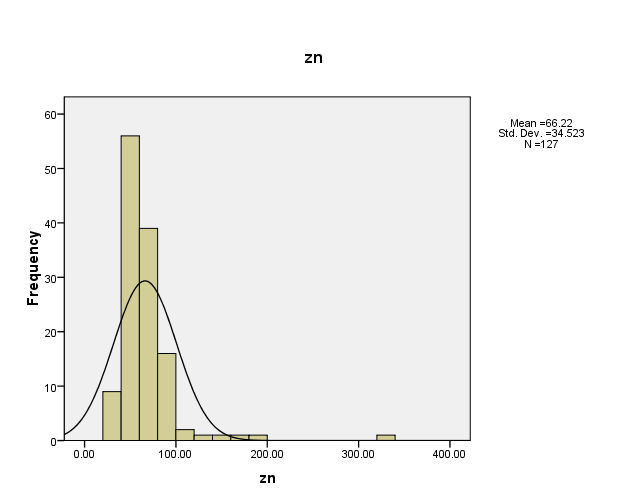 zn
Mean =66.22
Std. Dev. =34.523
N =127
Frequency
60
50
40
30
20
10
0
0.00 100.00 200.00 300.00 400.00
zn